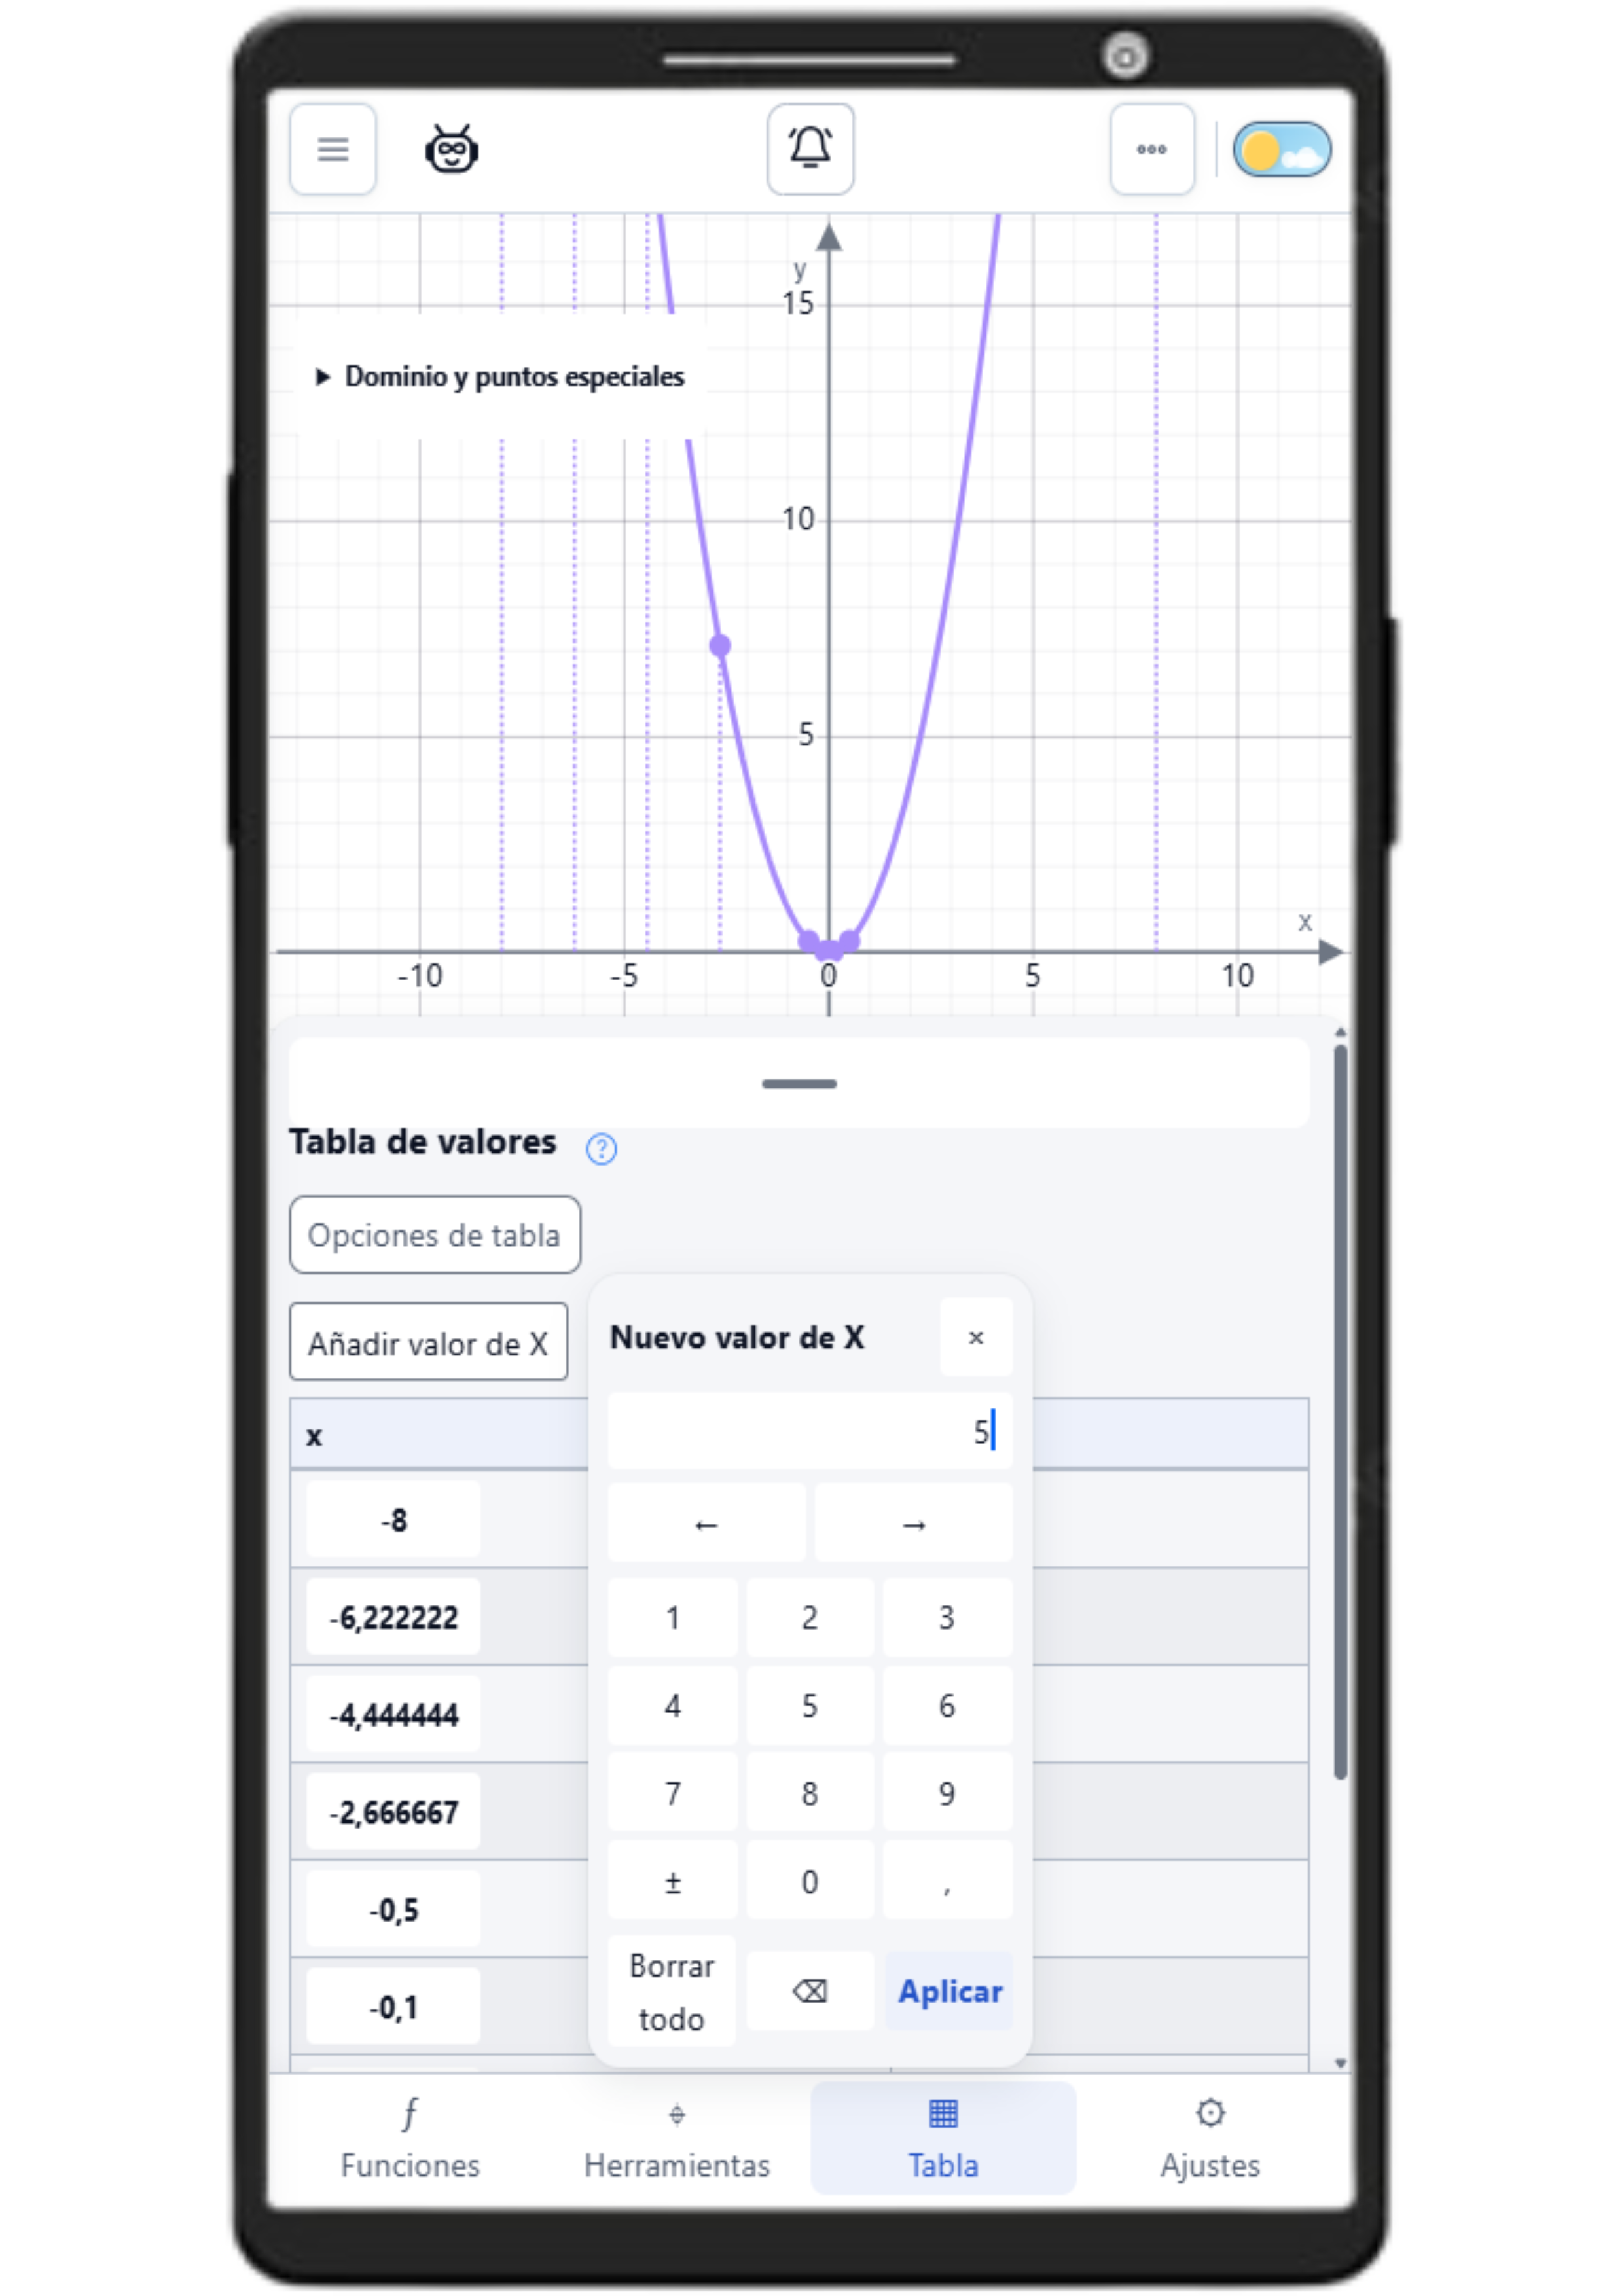 y
15
▶ Dominio y puntos especiales
10
5
x
-10 -5 0 5 10
Tabla de valores ?
Opciones de tabla
Añadir valor de X
Nuevo valor de X ×
5
x
← →
-8
1 2 3
-6,222222
4 5 6
-4,444444
7 8 9
-2,666667
± 0 ,
-0,5
Borrar
todo
⌫ Aplicar
-0,1
f
Funciones Herramientas Tabla Ajustes